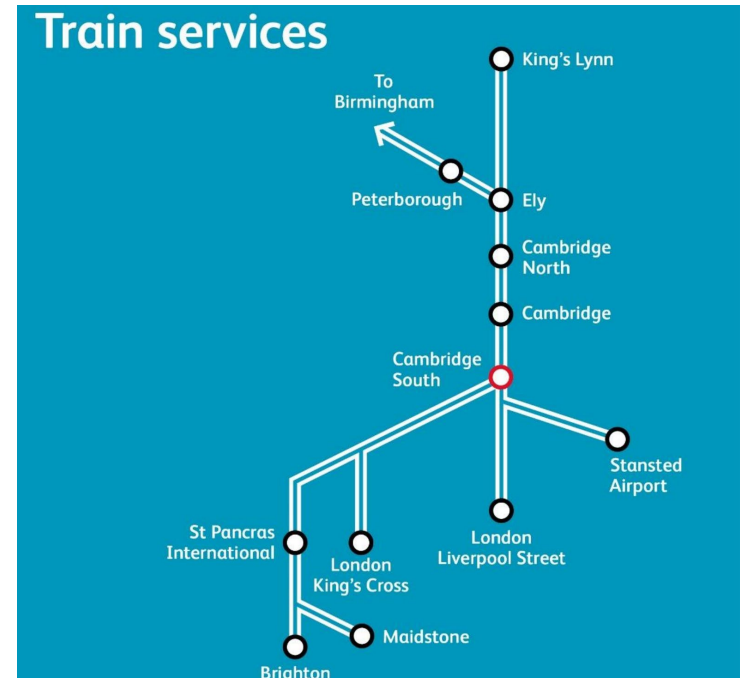 Train services
King's Lynn
To
Birmingham
Peterborough
Ely
Cambridge
North
Cambridge
Cambridge
South
Stansted
Airport
St Pancras
International
London
King's Cross
London
Liverpool Street
Maidstone
Brighton